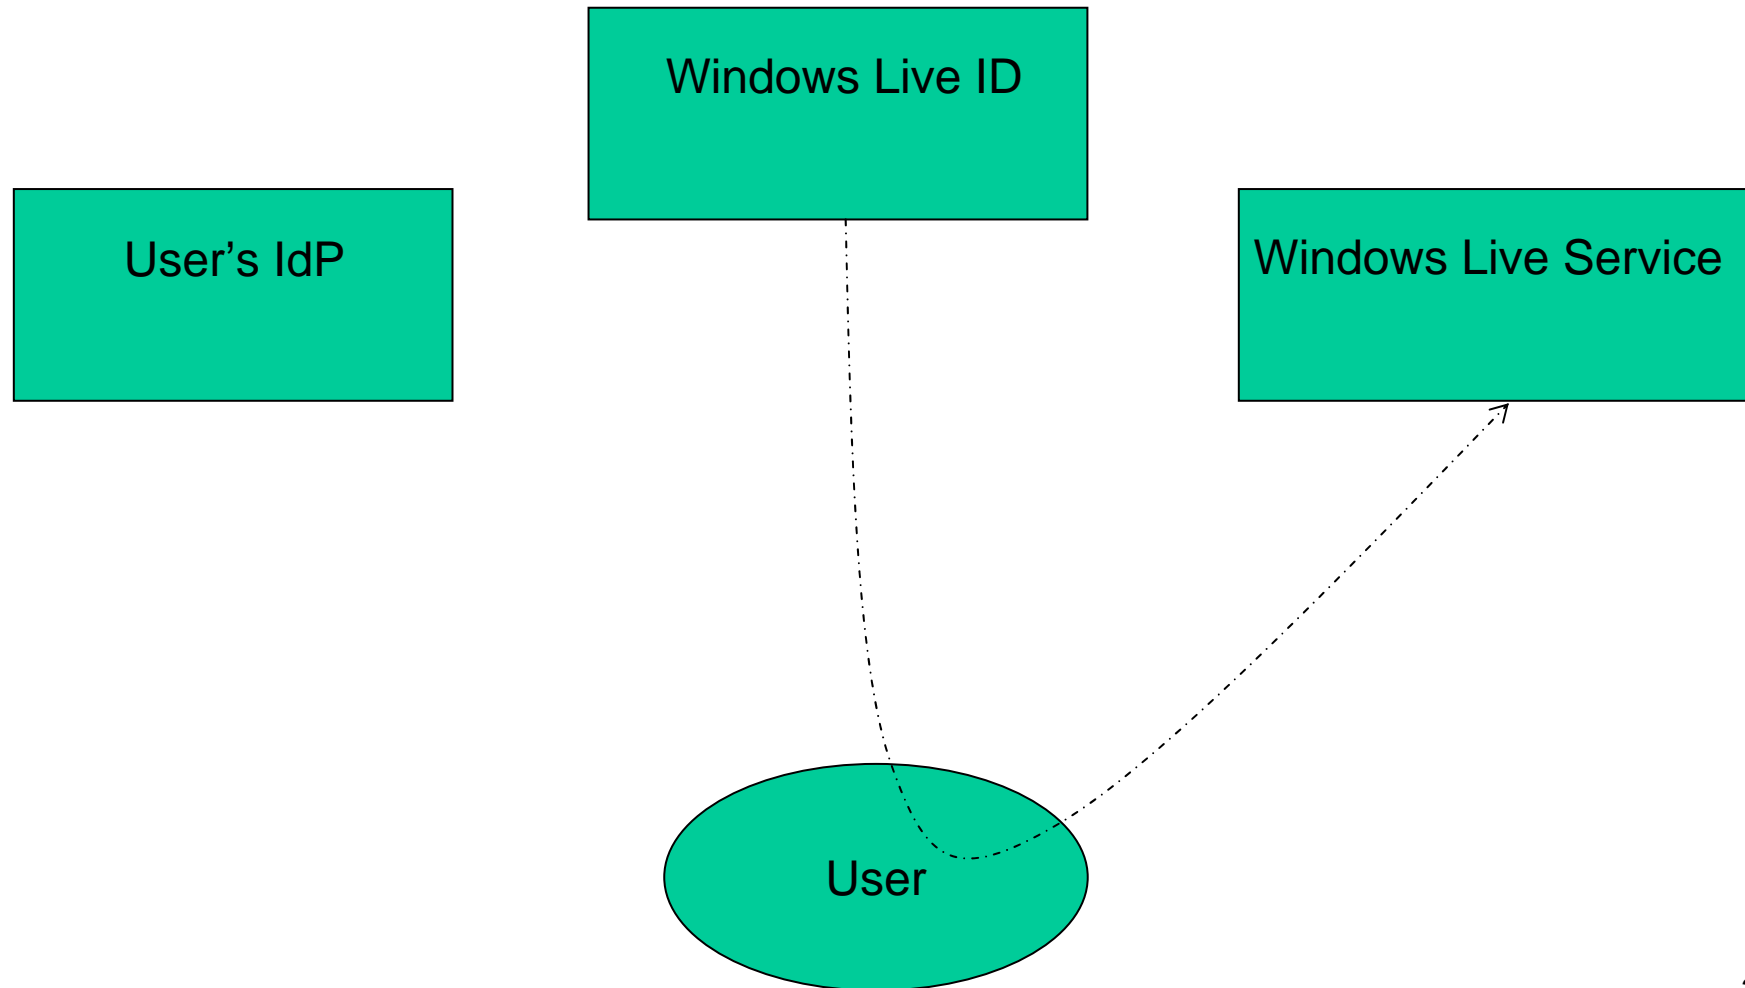 Windows Live ID
User’s IdP
Windows Live Service
User